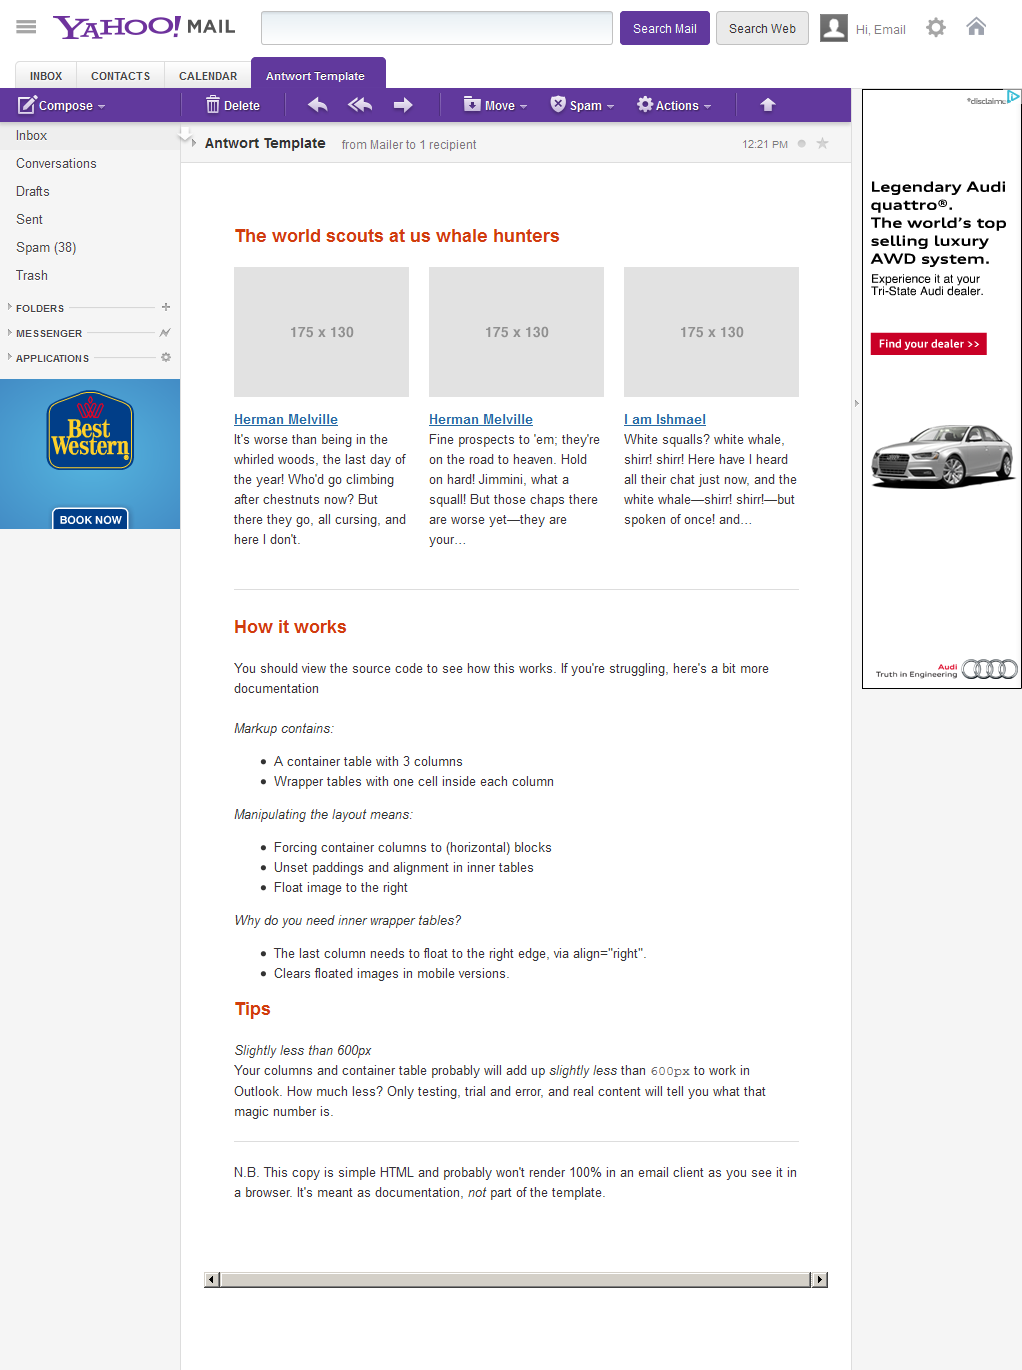 YAHOO! MAIL
Search Mail
Search Web
Hi, Email
INBOX
CONTACTS
CALENDAR
Antwort Template
Compose
Delete
Move
Spam
Actions
Inbox
Conversations
Drafts
Sent
Spam (38)
Trash
FOLDERS
MESSENGER
APPLICATIONS
Best
Western
BOOK NOW
Antwort Template from Mailer to 1 recipient 12:21 PM
The world scouts at us whale hunters
175 x 130
Herman Melville
It's worse than being in the
whirled woods, the last day of
the year! Who'd go climbing
after chestnuts now? But
there they go, all cursing, and
here I don't.
175 x 130
Herman Melville
Fine prospects to 'em; they're
on the road to heaven. Hold
on hard! Jimmini, what a
squall! But those chaps there
are worse yet—they are
your…
175 x 130
I am Ishmael
White squalls? white whale,
shirr! shirr! Here have I heard
all their chat just now, and the
white whale—shirr! shirr!—but
spoken of once! and…
How it works
You should view the source code to see how this works. If you're struggling, here's a bit more
documentation
Markup contains:
• A container table with 3 columns
• Wrapper tables with one cell inside each column
Manipulating the layout means:
• Forcing container columns to (horizontal) blocks
• Unset paddings and alignment in inner tables
• Float image to the right
Why do you need inner wrapper tables?
• The last column needs to float to the right edge, via align="right".
• Clears floated images in mobile versions.
Tips
Slightly less than 600px
Your columns and container table probably will add up slightly less than 600px to work in
Outlook. How much less? Only testing, trial and error, and real content will tell you what that
magic number is.
N.B. This copy is simple HTML and probably won't render 100% in an email client as you see it in
a browser. It's meant as documentation, not part of the template.
Legendary Audi
quattro®.
The world's top
selling luxury
AWD system.
Experience it at your
Tri-State Audi dealer.
Find your dealer >>
Audi
Truth in Engineering